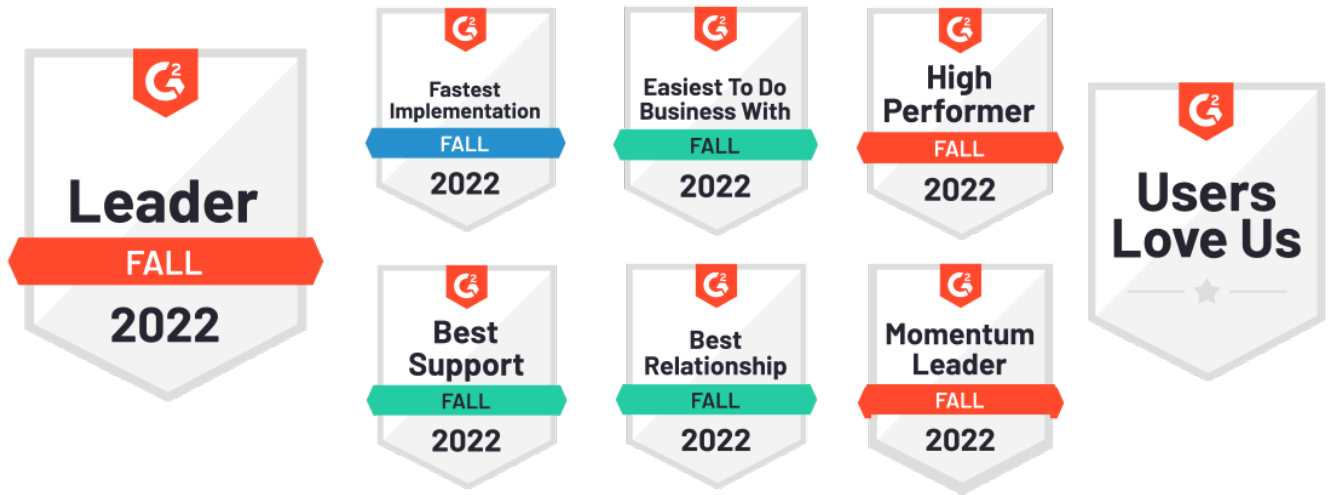 G2
Leader
FALL
2022
G2
Fastest
Implementation
FALL
2022
G2
Easiest To Do
Business With
FALL
2022
G2
High
Performer
FALL
2022
G2
Best
Support
FALL
2022
G2
Best
Relationship
FALL
2022
G2
Momentum
Leader
FALL
2022
G2
Users
Love Us